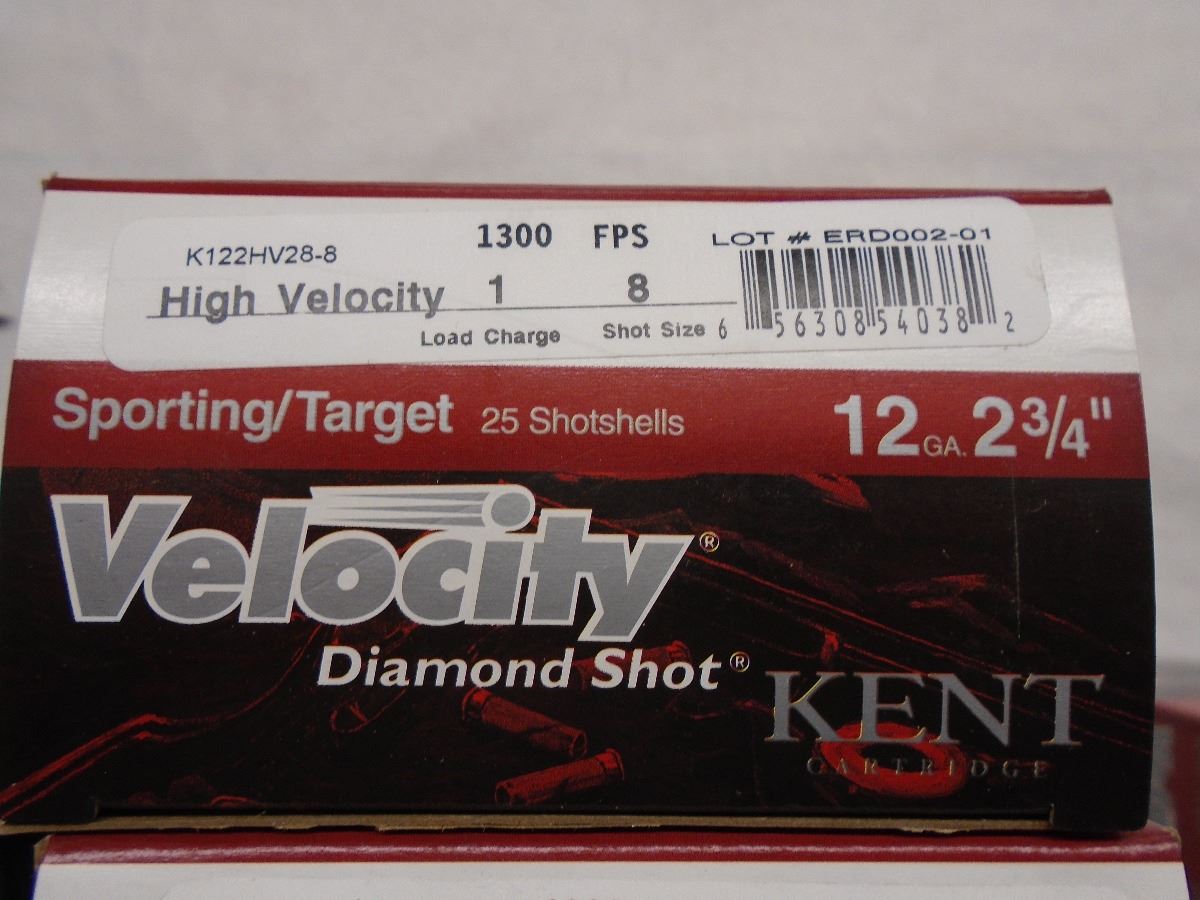 K122HV28-8
1300 FPS
LOT # ERD002-01
High Velocity 1 8
Load Charge Shot Size
6 56308 54038 2
Sporting/Target 25 Shotshells 12 GA. 2 3/4"
Velocity®
Diamond Shot®
KENT
CARTRIDGE